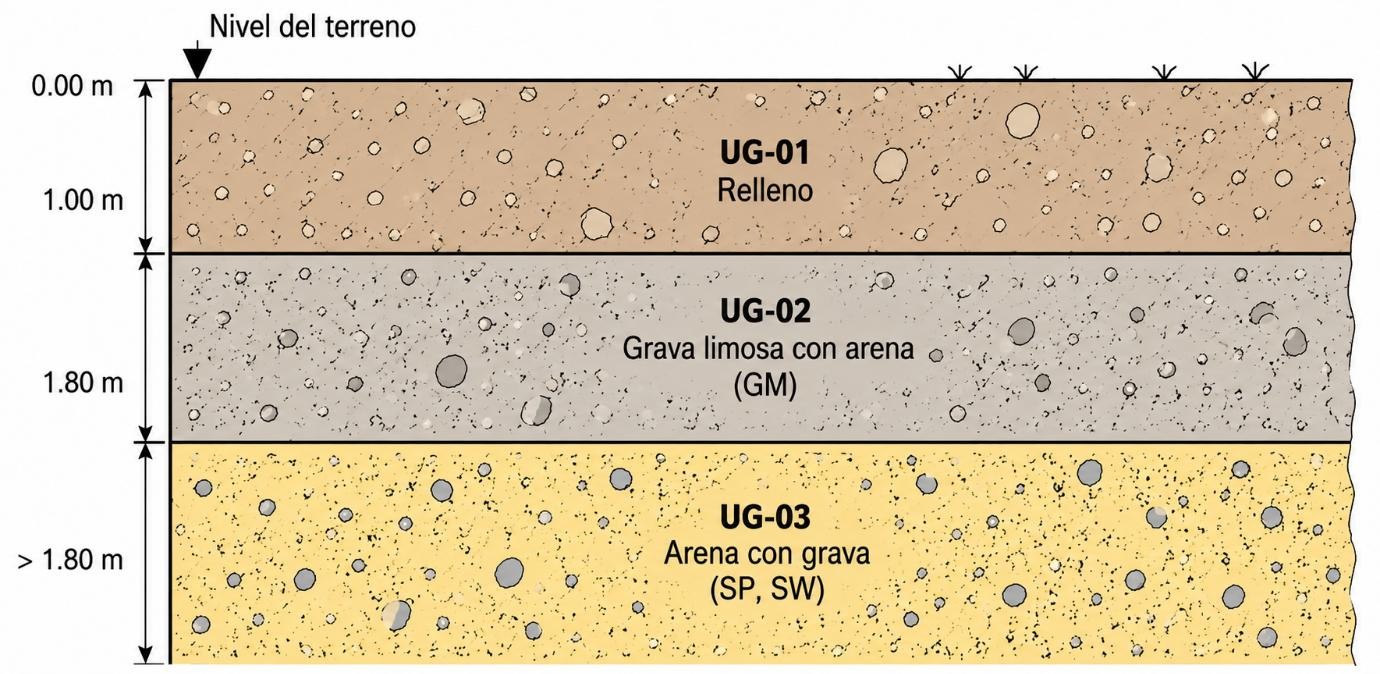 Nivel del terreno
0.00 m
1.00 m
UG-01
Relleno
UG-02
Grava limosa con arena
(GM)
1.80 m
UG-03
Arena con grava
(SP, SW)
> 1.80 m